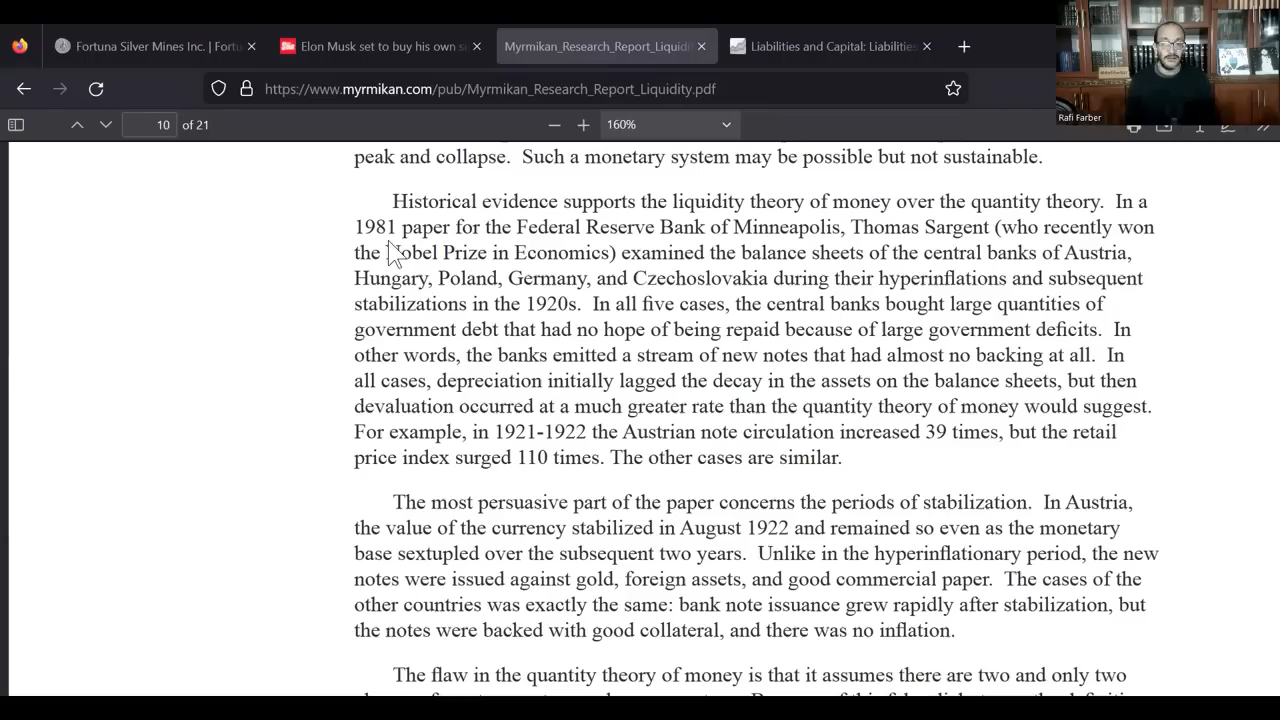 Fortuna Silver Mines Inc. | Fortu
Elon Musk set to buy his own s
Myrmikan_Research_Report_Liquidi
Liabilities and Capital: Liabilities
https://www.myrmikan.com/pub/Myrmikan_Research_Report_Liquidity.pdf
Rafi Farber
10 of 21
160%
peak and collapse. Such a monetary system may be possible but not sustainable.
Historical evidence supports the liquidity theory of money over the quantity theory. In a
1981 paper for the Federal Reserve Bank of Minneapolis, Thomas Sargent (who recently won
the Nobel Prize in Economics) examined the balance sheets of the central banks of Austria,
Hungary, Poland, Germany, and Czechoslovakia during their hyperinflations and subsequent
stabilizations in the 1920s. In all five cases, the central banks bought large quantities of
government debt that had no hope of being repaid because of large government deficits. In
other words, the banks emitted a stream of new notes that had almost no backing at all. In
all cases, depreciation initially lagged the decay in the assets on the balance sheets, but then
devaluation occurred at a much greater rate than the quantity theory of money would suggest.
For example, in 1921-1922 the Austrian note circulation increased 39 times, but the retail
price index surged 110 times. The other cases are similar.
The most persuasive part of the paper concerns the periods of stabilization. In Austria,
the value of the currency stabilized in August 1922 and remained so even as the monetary
base sextupled over the subsequent two years. Unlike in the hyperinflationary period, the new
notes were issued against gold, foreign assets, and good commercial paper. The cases of the
other countries was exactly the same: bank note issuance grew rapidly after stabilization, but
the notes were backed with good collateral, and there was no inflation.
The flaw in the quantity theory of money is that it assumes there are two and only two